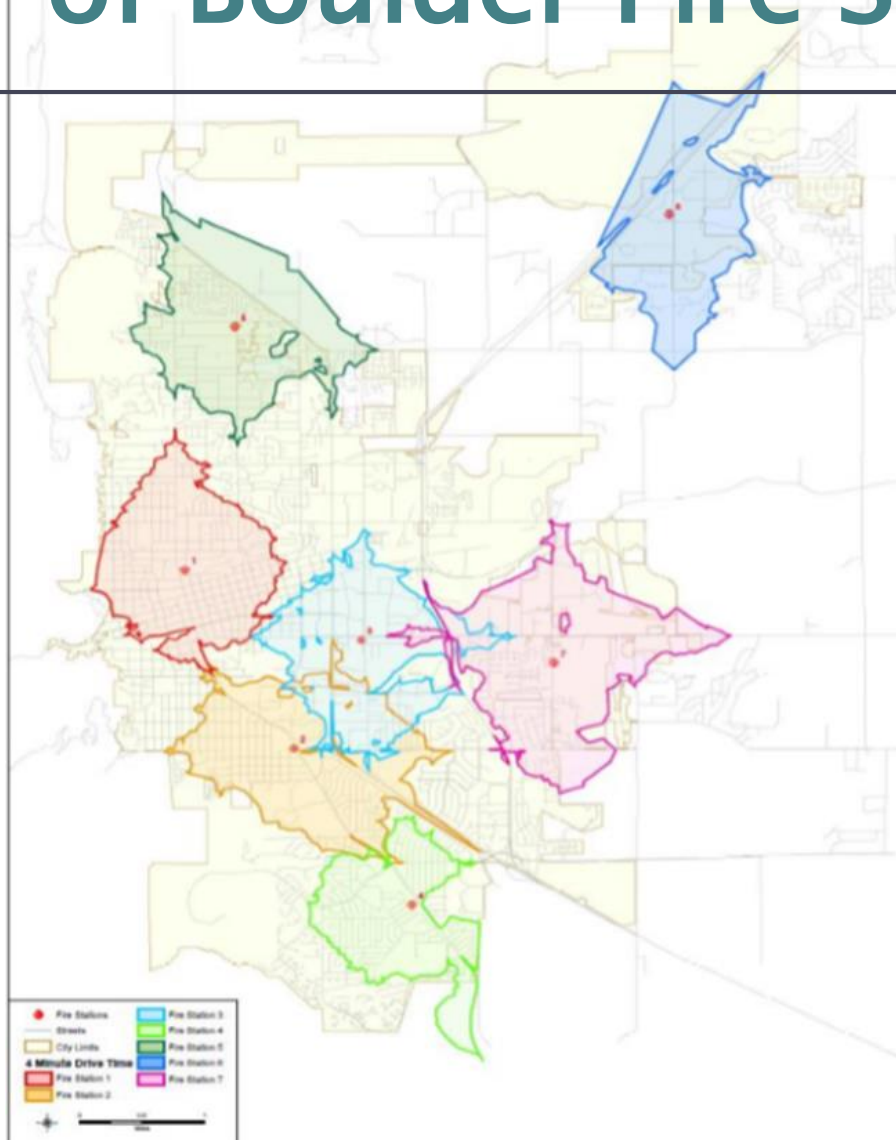 of Boulder Fire S
Fire Stations
Streets
City Limits
4 Minute Drive Time
Fire Station 1
Fire Station 2
Fire Station 3
Fire Station 4
Fire Station 5
Fire Station 6
Fire Station 7